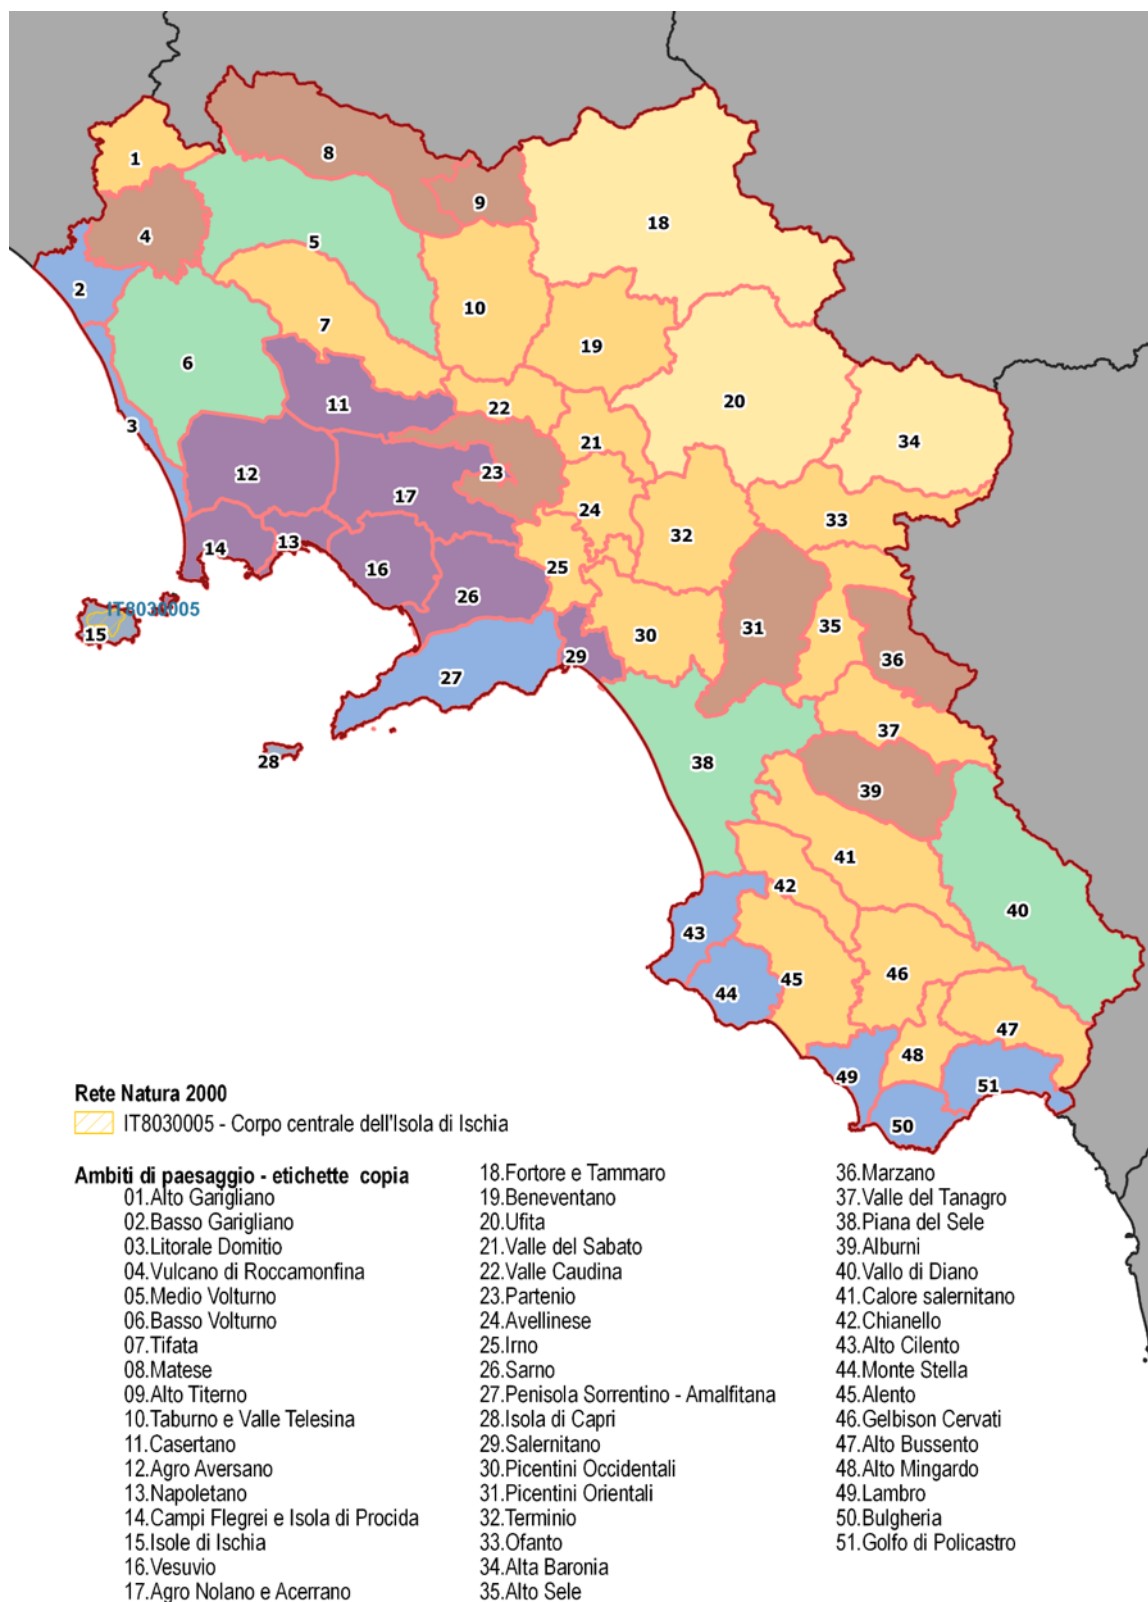 1
8
9
4
18
5
2
10
7
19
6
20
11
22
3
34
21
12
23
17
24
33
32
14
13
16
25
26
IT8030005
15
35
31
30
29
36
27
37
28
38
39
41
42
40
43
45
46
44
47
48
49
51
50
Rete Natura 2000
IT8030005 - Corpo centrale dell'Isola di Ischia
Ambiti di paesaggio - etichette copia
01.Alto Garigliano
02.Basso Garigliano
03.Litorale Domitio
04.Vulcano di Roccamonfina
05.Medio Volturno
06.Basso Volturno
07.Tifata
08.Matese
09.Alto Titerno
10.Taburno e Valle Telesina
11.Casertano
12.Agro Aversano
13.Napoletano
14.Campi Flegrei e Isola di Procida
15.Isole di Ischia
16.Vesuvio
17.Agro Nolano e Acerrano
18.Fortore e Tammaro
19.Beneventano
20.Ufita
21.Valle del Sabato
22.Valle Caudina
23.Partenio
24.Avellinese
25.Irno
26.Sarno
27.Penisola Sorrentino - Amalfitana
28.Isola di Capri
29.Salernitano
30.Picentini Occidentali
31.Picentini Orientali
32.Terminio
33.Ofanto
34.Alta Baronia
35.Alto Sele
36.Marzano
37.Valle del Tanagro
38.Piana del Sele
39.Alburni
40.Vallo di Diano
41.Calore salernitano
42.Chianello
43.Alto Cilento
44.Monte Stella
45.Alento
46.Gelbison Cervati
47.Alto Bussento
48.Alto Mingardo
49.Lambro
50.Bulgheria
51.Golfo di Policastro